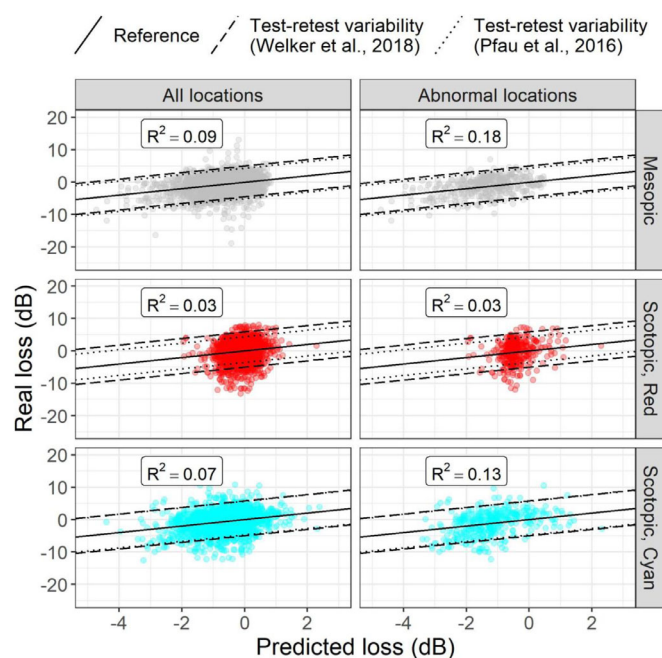 Reference
Test-retest variability
(Welker et al., 2018)
Test-retest variability
(Pfau et al., 2016)
All locations
Abnormal locations
Real loss (dB)
20
10
0
-10
-20
R² = 0.09
R² = 0.18
Mesopic
20
10
0
-10
-20
R² = 0.03
R² = 0.03
Scotopic, Red
20
10
0
-10
-20
R² = 0.07
R² = 0.13
Scotopic, Cyan
-4 -2 0 2 -4 -2 0 2
Predicted loss (dB)